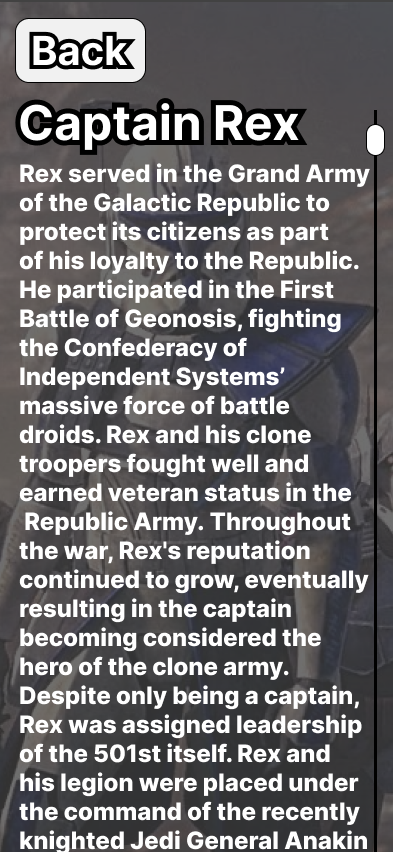 Back
Captain Rex
Rex served in the Grand Army
of the Galactic Republic to
protect its citizens as part
of his loyalty to the Republic.
He participated in the First
Battle of Geonosis, fighting
the Confederacy of
Independent Systems’
massive force of battle
droids. Rex and his clone
troopers fought well and
earned veteran status in the
Republic Army. Throughout
the war, Rex's reputation
continued to grow, eventually
resulting in the captain
becoming considered the
hero of the clone army.
Despite only being a captain,
Rex was assigned leadership
of the 501st itself. Rex and
his legion were placed under
the command of the recently
knighted Jedi General Anakin